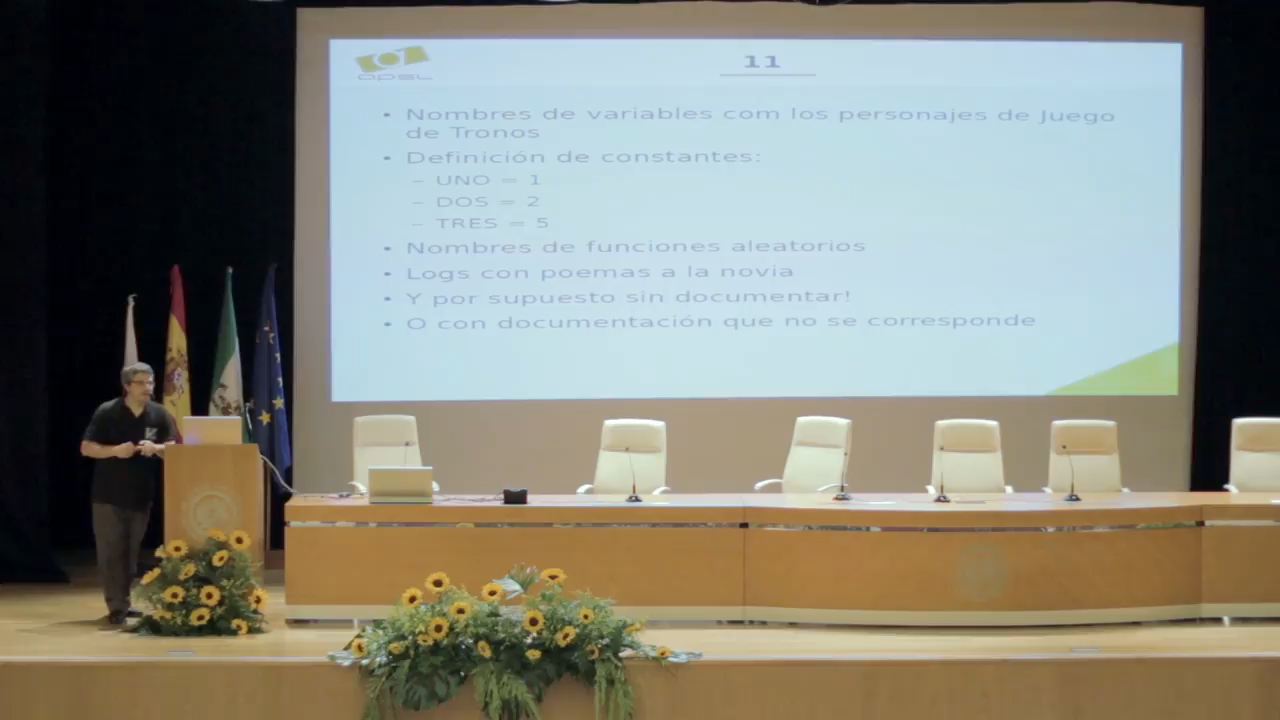 apel
11
• Nombres de variables com los personajes de Juego
de Tronos
• Definición de constantes:
– UNO = 1
– DOS = 2
– TRES = 5
• Nombres de funciones aleatorios
• Logs con poemas a la novia
• Y por supuesto sin documentar!
• O con documentación que no se corresponde